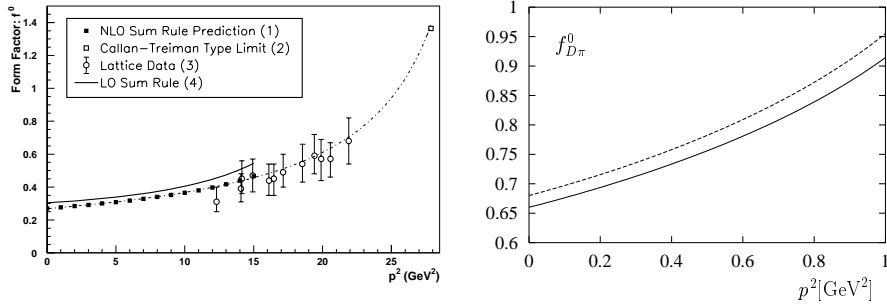 Form Factor: f⁰
1.4
1.2
1
0.8
0.6
0.4
0.2
0
NLO Sum Rule Prediction (1)
Callan−Treiman Type Limit (2)
Lattice Data (3)
LO Sum Rule (4)
0 5 10 15 20 25
p² (GeV²)
1
0.95
0.9
0.85
0.8
0.75
0.7
0.65
0.6
f⁰_Dπ
0 0.2 0.4 0.6 0.8 1
p²[GeV²]